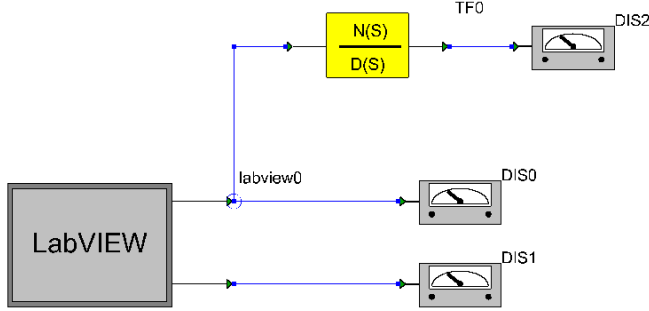 TF0
DIS2
N(S)
D(S)
labview0
DIS0
LabVIEW
DIS1